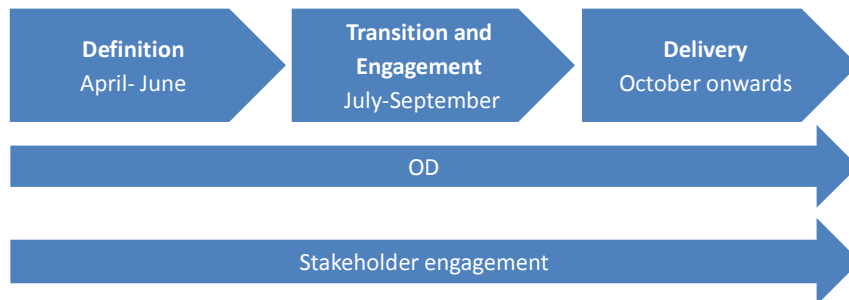 Definition
April- June
Transition and
Engagement
July-September
Delivery
October onwards
OD
Stakeholder engagement